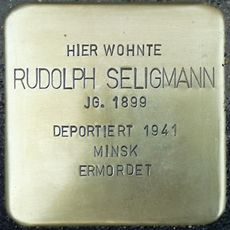 HIER WOHNTE
RUDOLPH SELIGMANN
JG. 1899
DEPORTIERT 1941
MINSK
ERMORDET